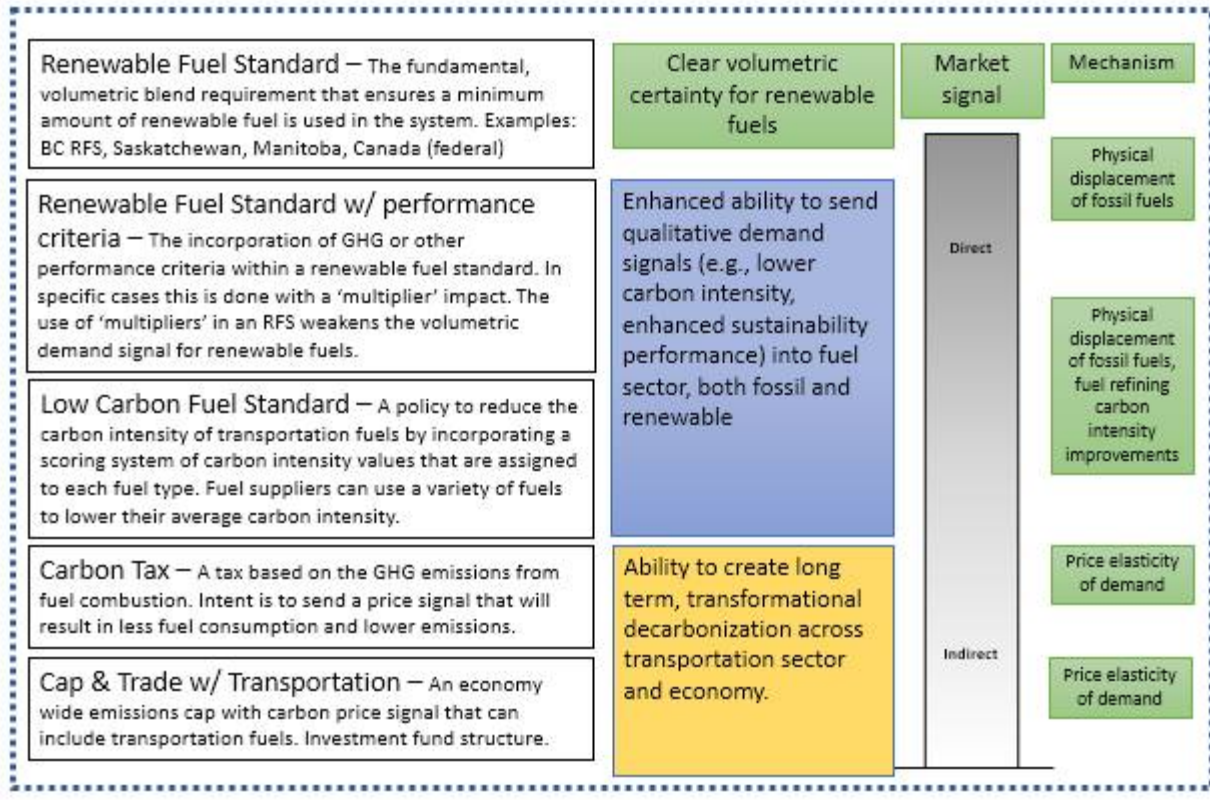 Renewable Fuel Standard – The fundamental,
volumetric blend requirement that ensures a minimum
amount of renewable fuel is used in the system. Examples:
BC RFS, Saskatchewan, Manitoba, Canada (federal)
Clear volumetric
certainty for renewable
fuels
Market
signal
Mechanism
Physical
displacement
of fossil fuels
Renewable Fuel Standard w/ performance
criteria – The incorporation of GHG or other
performance criteria within a renewable fuel standard. In
specific cases this is done with a ‘multiplier’ impact. The
use of ‘multipliers’ in an RFS weakens the volumetric
demand signal for renewable fuels.
Enhanced ability to send
qualitative demand
signals (e.g., lower
carbon intensity,
enhanced sustainability
performance) into fuel
sector, both fossil and
renewable
Direct
Physical
displacement
of fossil fuels,
fuel refining
carbon
intensity
improvements
Low Carbon Fuel Standard – A policy to reduce the
carbon intensity of transportation fuels by incorporating a
scoring system of carbon intensity values that are assigned
to each fuel type. Fuel suppliers can use a variety of fuels
to lower their average carbon intensity.
Carbon Tax – A tax based on the GHG emissions from
fuel combustion. Intent is to send a price signal that will
result in less fuel consumption and lower emissions.
Ability to create long
term, transformational
decarbonization across
transportation sector
and economy.
Price elasticity
of demand
Indirect
Cap & Trade w/ Transportation – An economy
wide emissions cap with carbon price signal that can
include transportation fuels. Investment fund structure.
Price elasticity
of demand